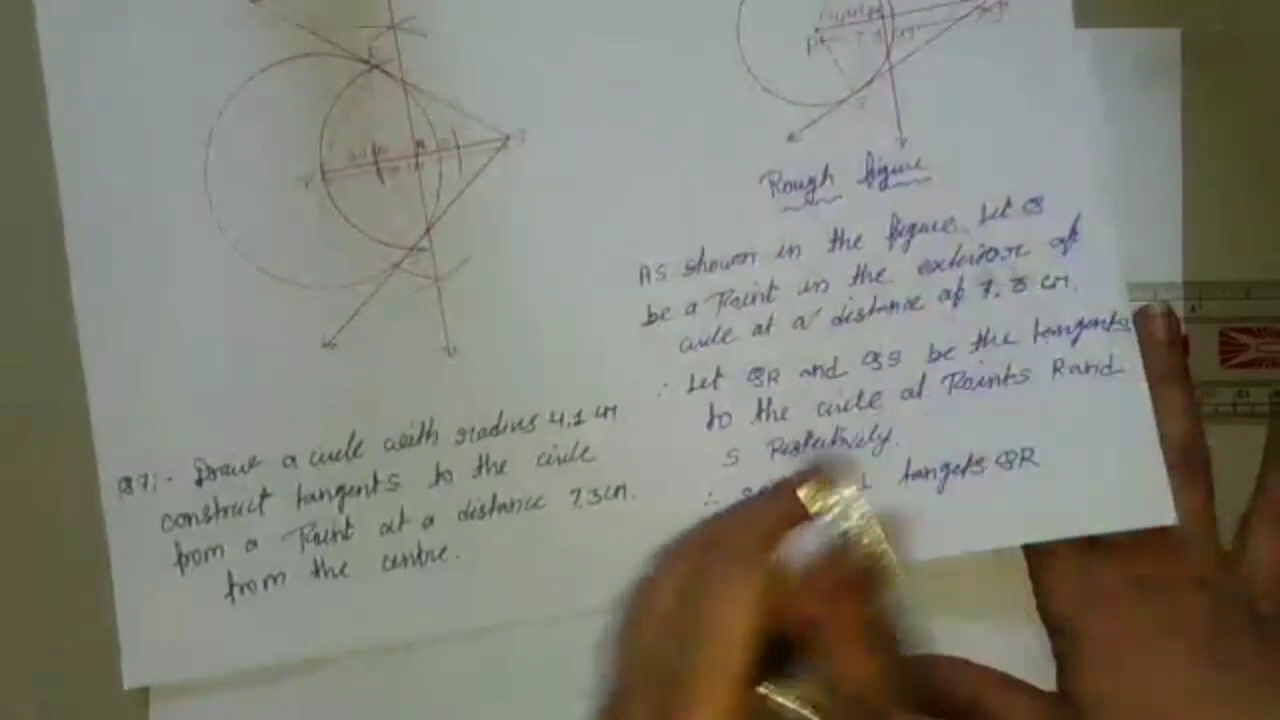 Rough figure
As shown in the figure Let Q
be a Point in the exterior of
circle at a distance of 7.3 cm.
∴ Let QR and QS be the tangents
to the circle at Points R and
S Respectively.
∴ tangets QR
Q7:- Draw a circle with radius 4.1 cm
construct tangents to the circle
from a Point at a distance 7.3cm.
from the centre.